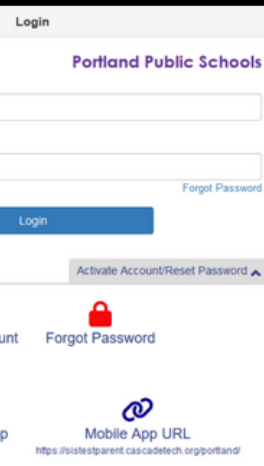 Login
Portland Public Schools
Forgot Password
Login
Activate Account/Reset Password
unt Forgot Password
p Mobile App URL
https://sistestparent.cascadetech.org/portland/